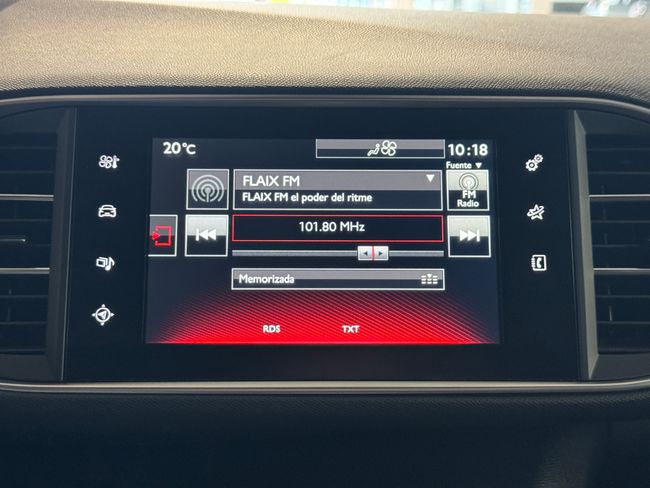 20°C
10:18
Fuente ▼
FLAIX FM
FLAIX FM el poder del ritme
FM
Radio
101.80 MHz
Memorizada
RDS
TXT